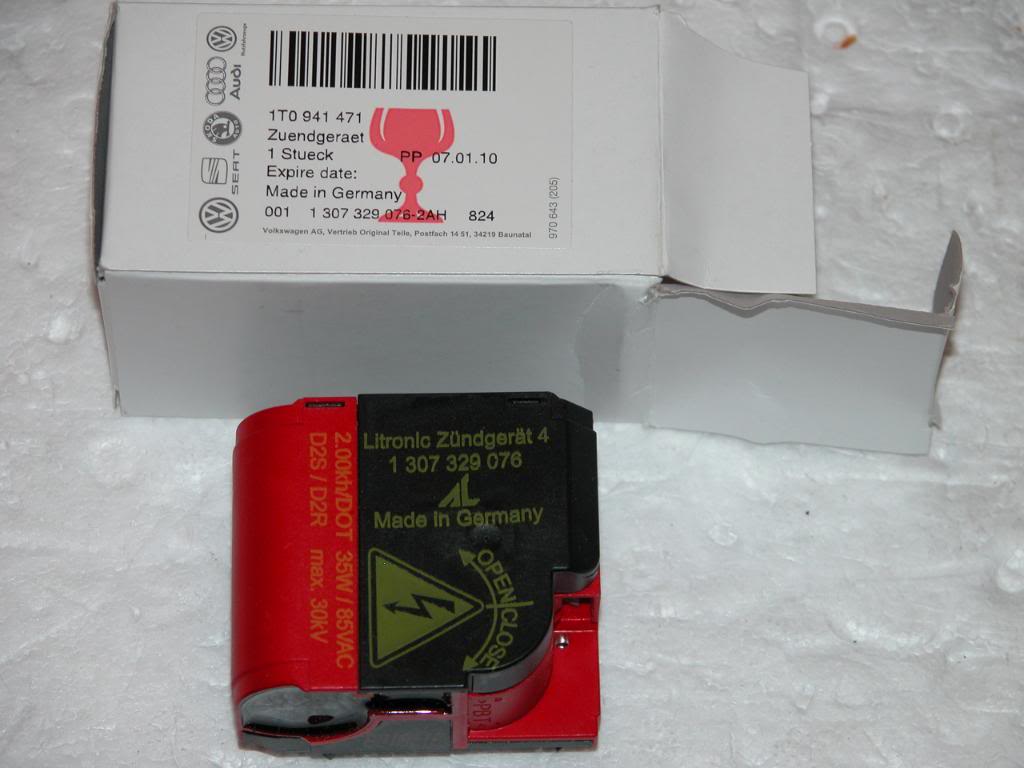 Nutzfahrzeuge
Audi
SKODA
SEAT
1T0 941 471
Zuendgeraet
1 Stueck PP 07.01.10
Expire date:
Made in Germany
001 1 307 329 076-2AH 824
Volkswagen AG, Vertrieb Original Teile, Postfach 14 51, 34219 Baunatal
970 643 (205)
Litronic Zündgerät 4
1 307 329 076
AL
Made in Germany
OPEN/CLOSE
2.00kh/DOT 35W / 85VAC
D2S / D2R max. 30kV